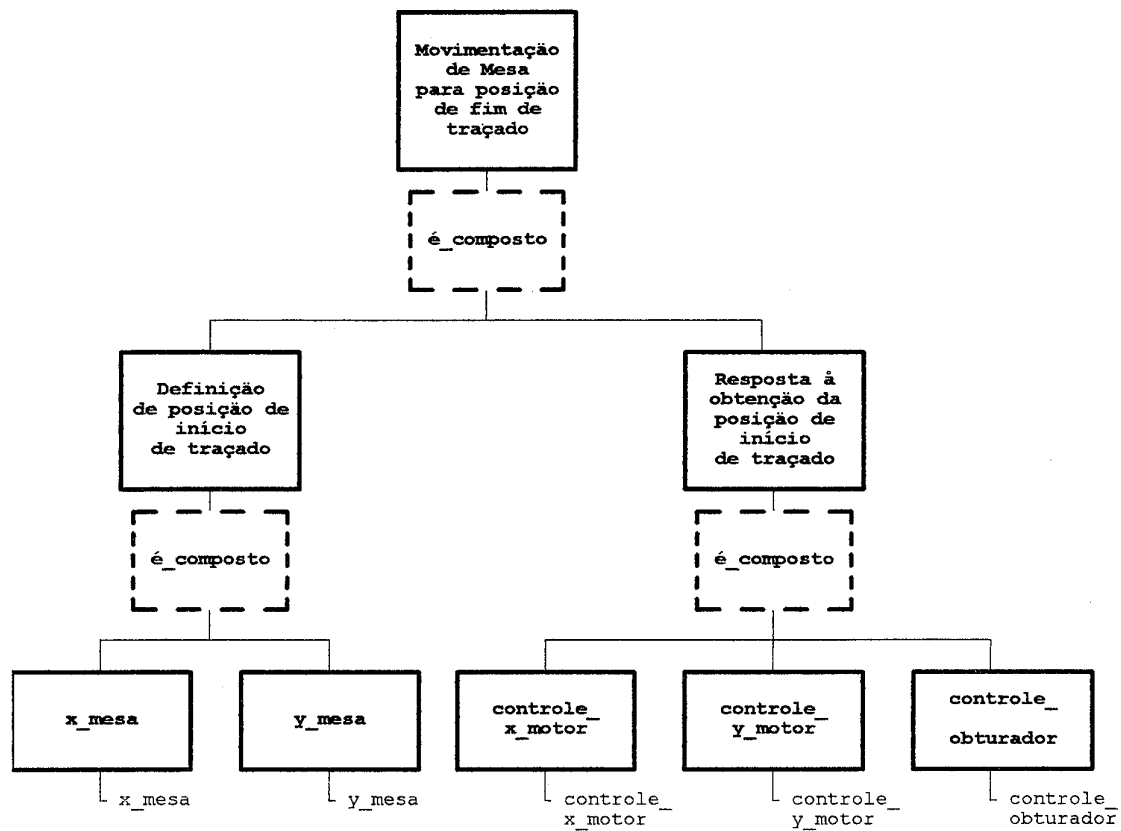 Movimentação
de Mesa
para posição
de fim de
traçado
é_composto
Definição
de posição de
início
de traçado
Resposta à
obtenção da
posição de
início
de traçado
é_composto
é_composto
x_mesa
y_mesa
controle_
x_motor
controle_
y_motor
controle_
obturador
x_mesa
y_mesa
controle_
x_motor
controle_
y_motor
controle_
obturador